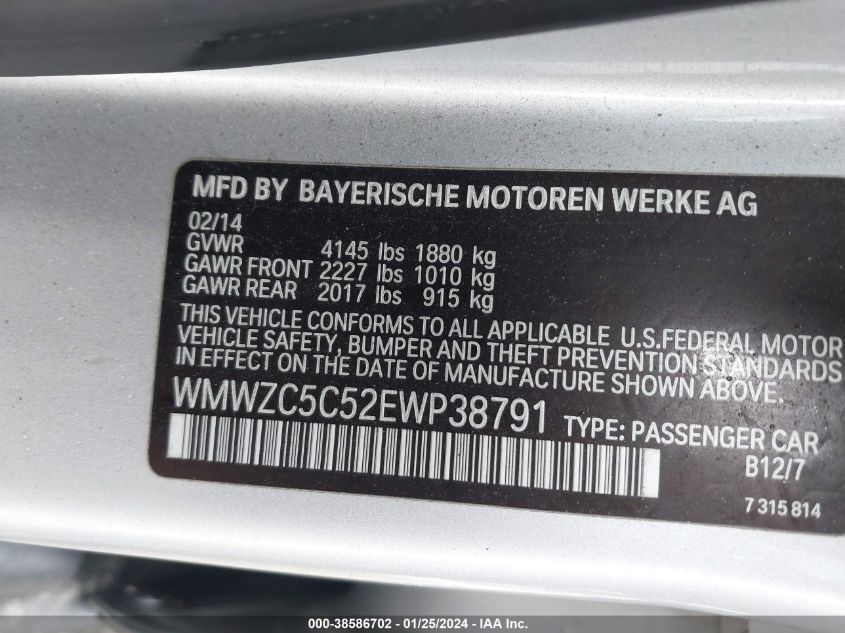 MFD BY BAYERISCHE MOTOREN WERKE AG
02/14
GVWR 4145 lbs 1880 kg
GAWR FRONT 2227 lbs 1010 kg
GAWR REAR 2017 lbs 915 kg
THIS VEHICLE CONFORMS TO ALL APPLICABLE U.S.FEDERAL MOTOR
VEHICLE SAFETY, BUMPER AND THEFT PREVENTION STANDARDS
IN EFFECT ON THE DATE OF MANUFACTURE SHOWN ABOVE.
WMWZC5C52EWP38791 TYPE: PASSENGER CAR
B12/7
7 315 814
000-38586702 - 01/25/2024 - IAA Inc.